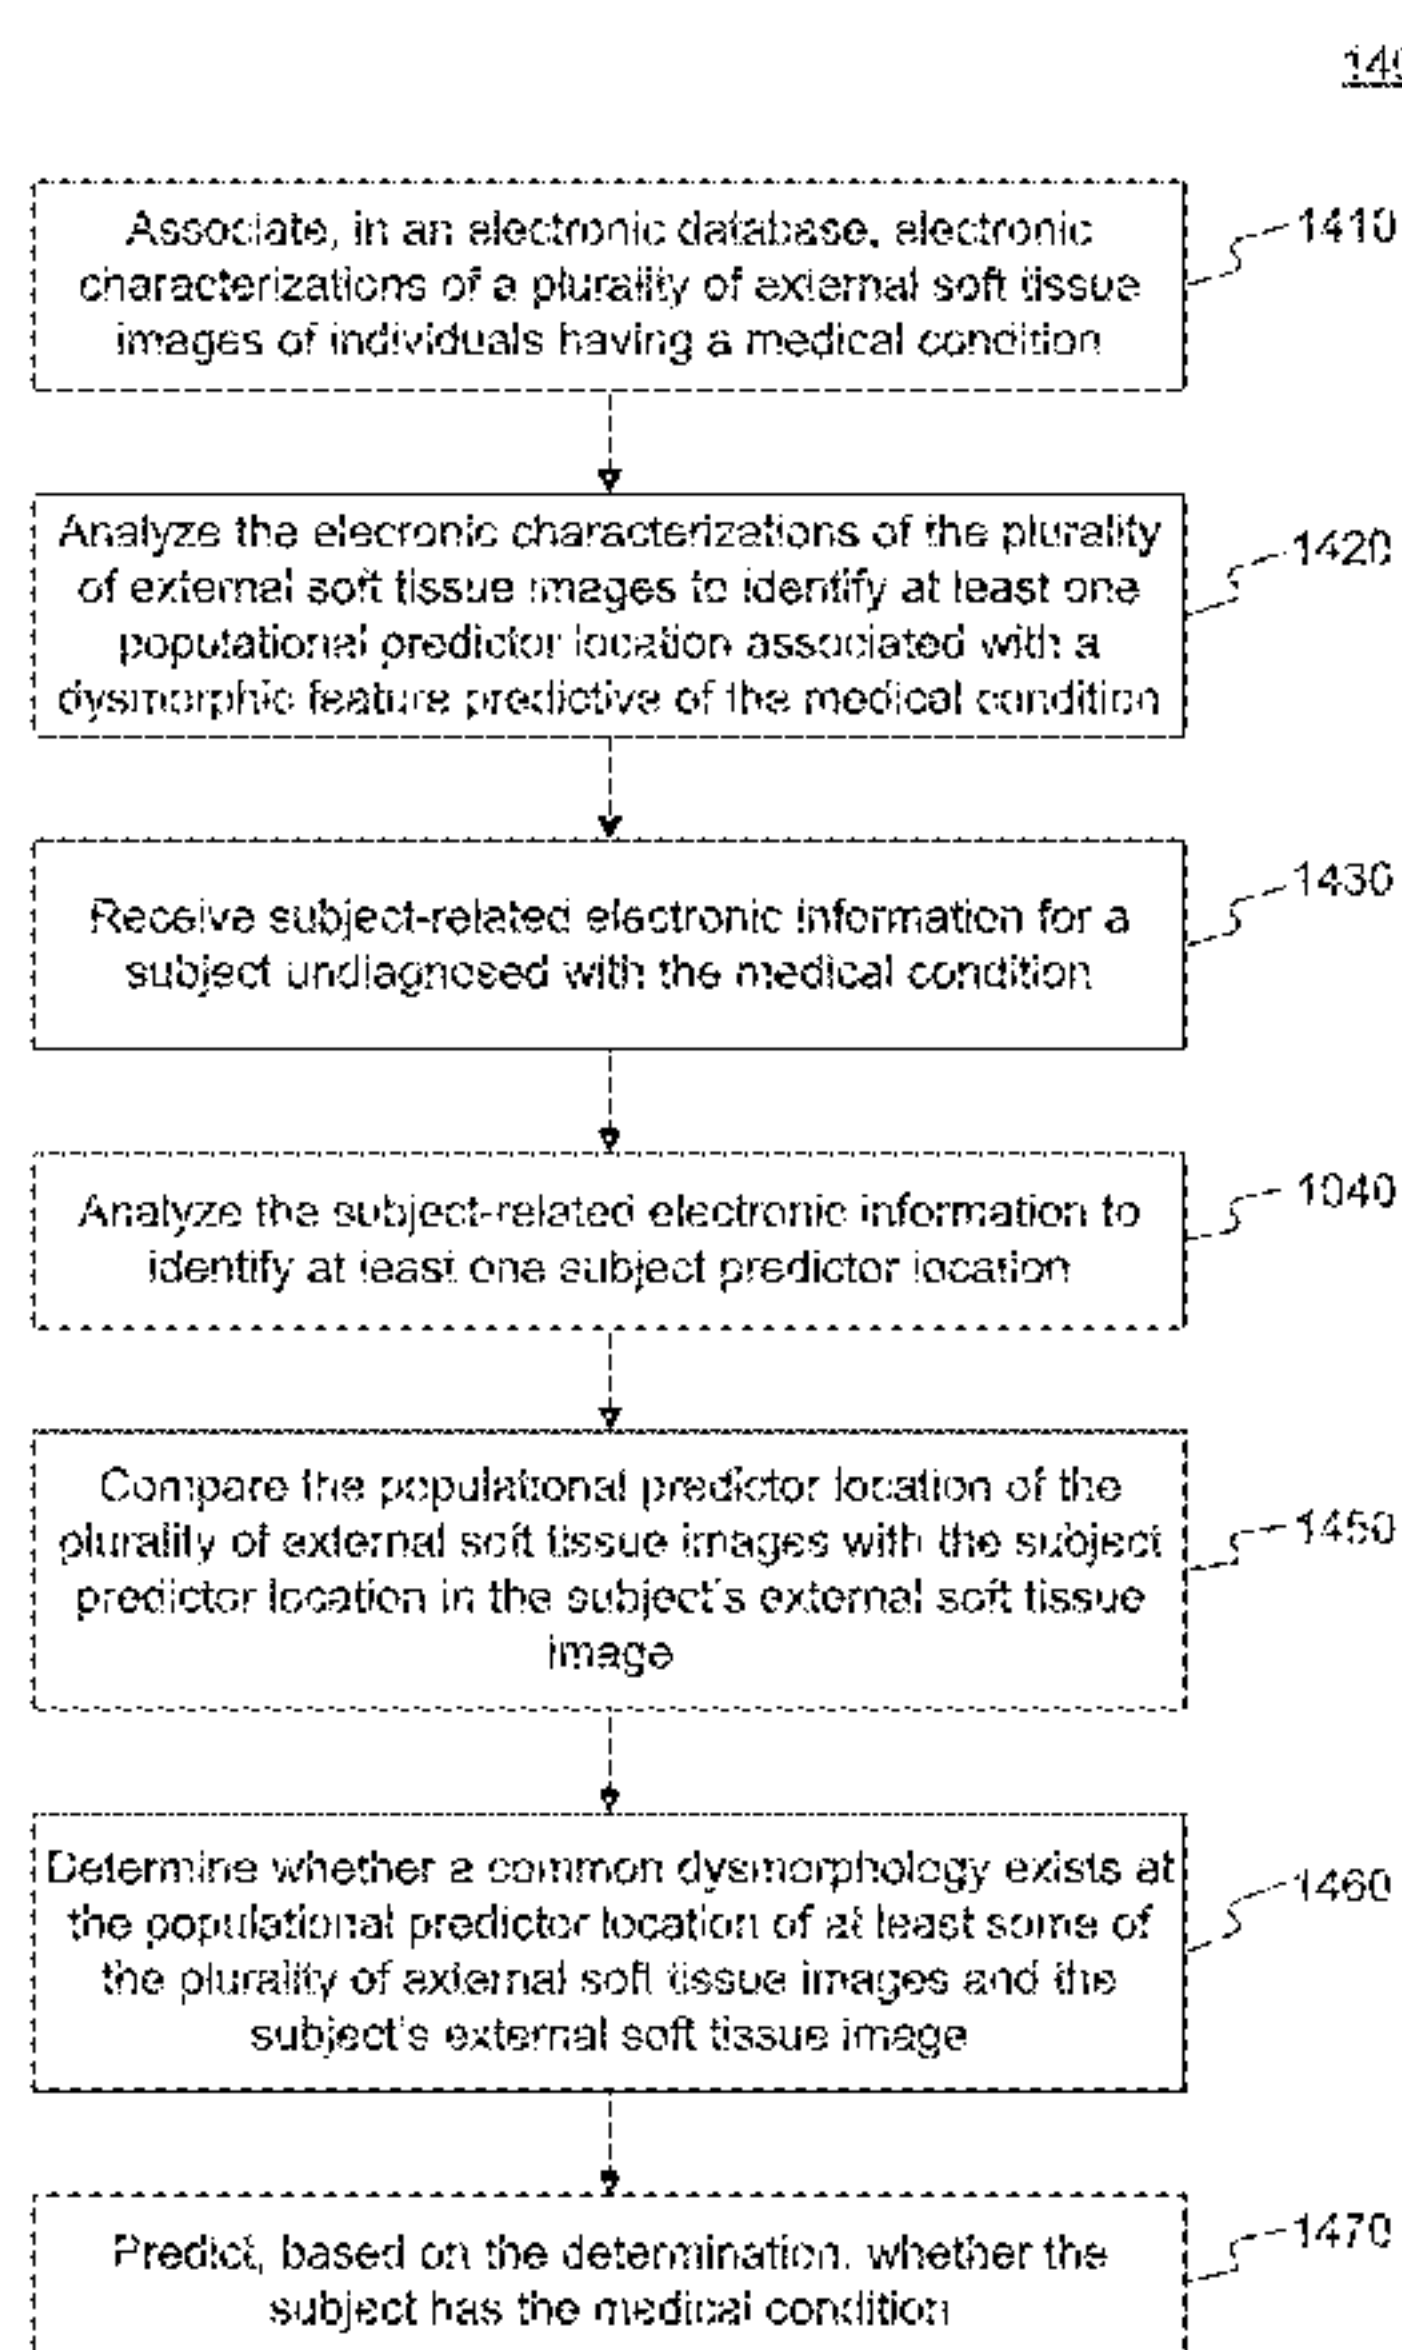 Associate, in an electronic database, electronic
1410
characterizations of a plurality of external soft tissue
images of individuals having a medical condition
Analyze the elecronic characterizations of the plurality
1420
of external soft tissue images to identify at least one
populational predictor location associated with a
dysmorphic feature predictive of the medical condition
1430
Receive subject-related electronic information for a
subject undiagnosed with the medical condition
1040
Analyze the subject-related electronic information to
identify at least one subject predictor location
Compare the populational predictor location of the
1450
plurality of external soft tissue images with the subject
predictor location in the subject's external soft tissue
image
Determine whether a common dysmorphology exists at
1460
the populational predictor location of at least some of
the plurality of external soft tissue images and the
subject's external soft tissue image
1470
Predict, based on the determination, whether the
subject has the medical condition